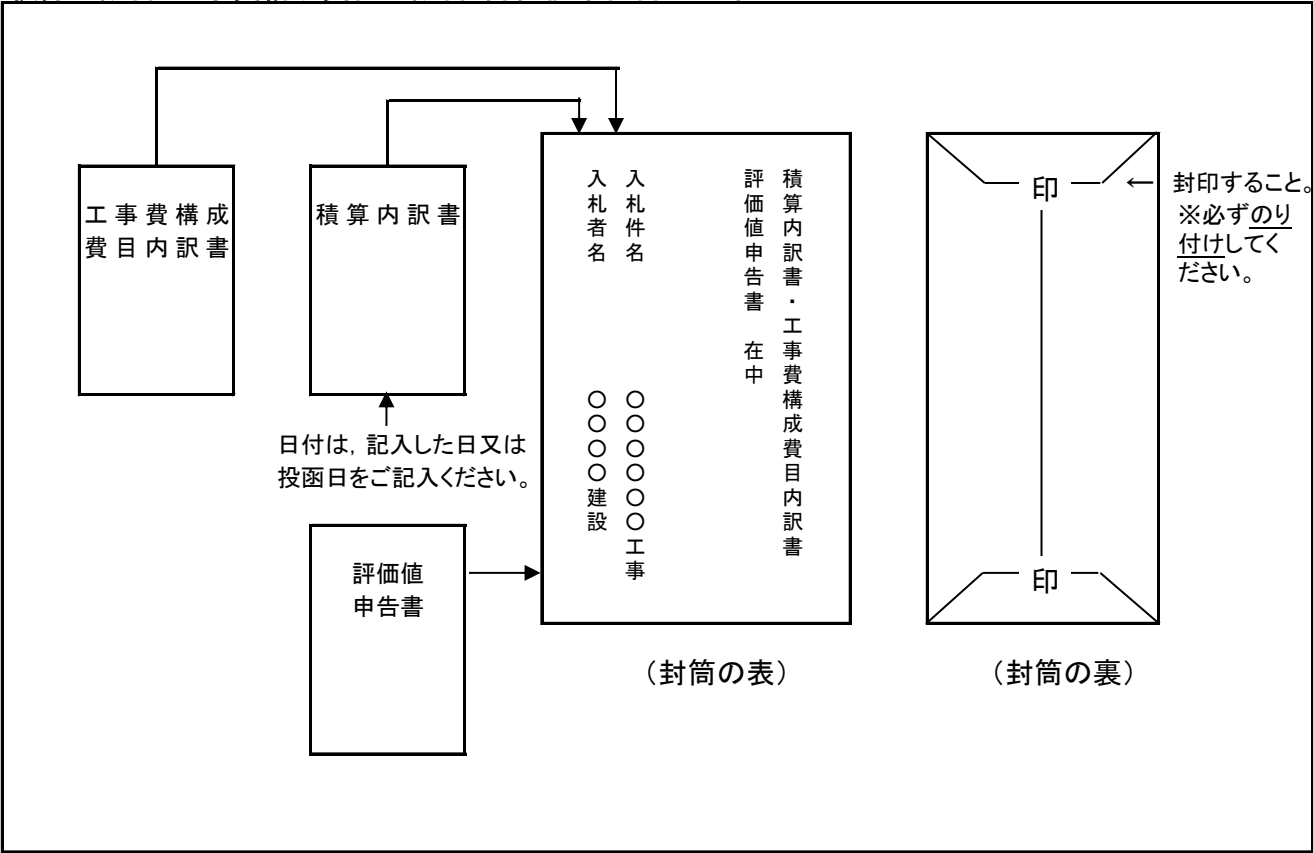 工事費構成
費目内訳書
積算内訳書
日付は，記入した日又は
投函日をご記入ください。
評価値
申告書
積算内訳書・工事費構成費目内訳書
評価値申告書　在中
入札件名　〇〇〇〇〇〇工事
入札者名　〇〇〇〇建設
（封筒の表）
印
印
← 封印すること。
※必ずのり
付けしてく
ださい。
（封筒の裏）